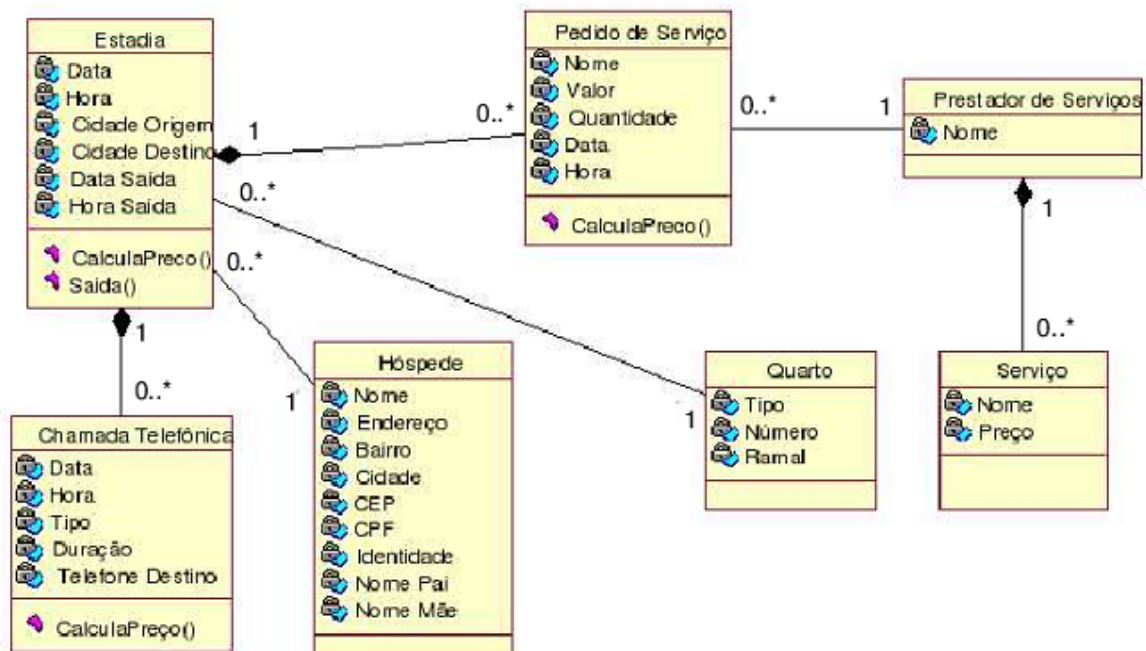 Estadia
Data
Hora
Cidade Origem
Cidade Destino
Data Saída
Hora Saída
CalculaPreco()
Saida()
1
0..*
Pedido de Serviço
Nome
Valor
Quantidade
Data
Hora
CalculaPreco()
0..*
1
Prestador de Serviços
Nome
1
0..*
Serviço
Nome
Preço
0..*
1
Quarto
Tipo
Número
Ramal
0..*
1
Hóspede
Nome
Endereço
Bairro
Cidade
CEP
CPF
Identidade
Nome Pai
Nome Mãe
1
0..*
Chamada Telefônica
Data
Hora
Tipo
Duração
Telefone Destino
CalculaPreço()